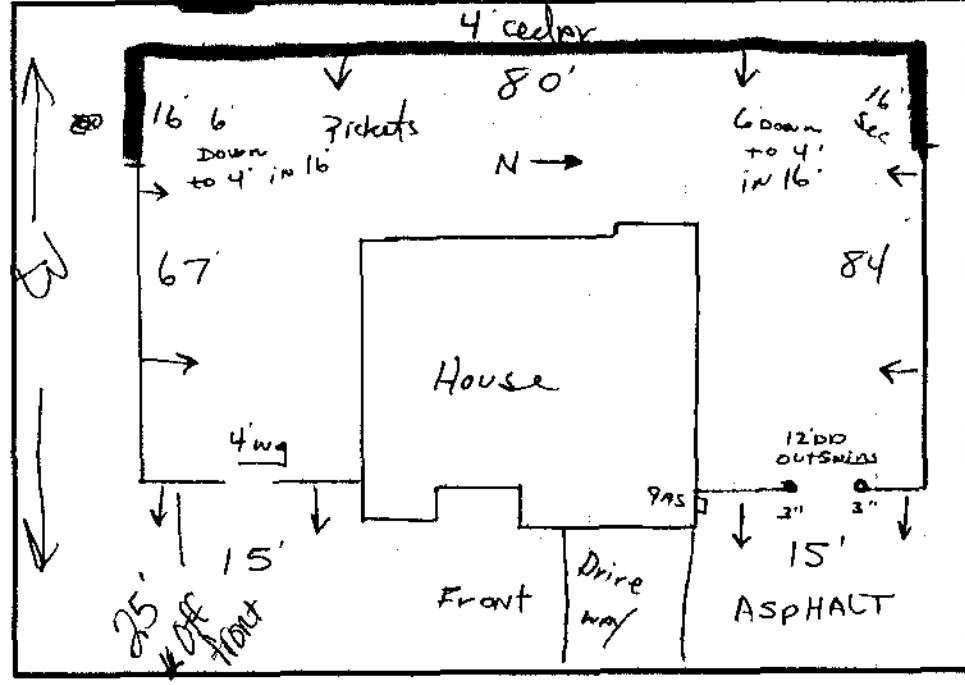 4' cedar
80'
16' 6'
Down
to 4' in 16'
Pickets
N
6 Down
to 4'
in 16'
16'
Sec
67'
84
House
4' WG
12' DD
OUTSWING
gas
3" 3"
15'
15'
25'
off
front
Front
Drive
way
ASPHALT